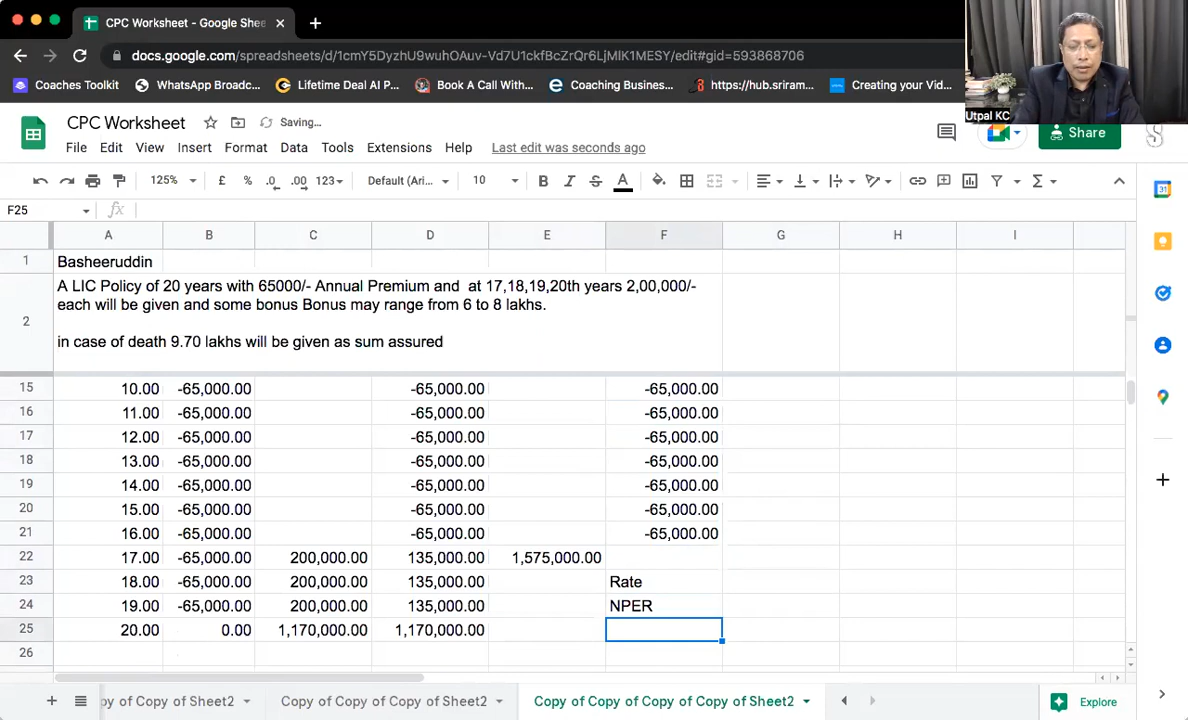 CPC Worksheet - Google Shee
docs.google.com/spreadsheets/d/1cmY5DyzhU9wuhOAuv-Vd7U1ckfBcZrQr6LjMlK1MESY/edit#gid=593868706
Coaches Toolkit WhatsApp Broadc... Lifetime Deal AI P... Book A Call With... Coaching Busines... https://hub.sriram... Creating your Vid...
Utpal KC
CPC Worksheet Saving... Share
File Edit View Insert Format Data Tools Extensions Help Last edit was seconds ago
125% £ % .0 .00 123 Default (Ari... 10 B I S A Σ
F25 fx
A B C D E F G H I
1 Basheeruddin
A LIC Policy of 20 years with 65000/- Annual Premium and at 17,18,19,20th years 2,00,000/-
each will be given and some bonus Bonus may range from 6 to 8 lakhs.
2
in case of death 9.70 lakhs will be given as sum assured
15 10.00 -65,000.00 -65,000.00 -65,000.00
16 11.00 -65,000.00 -65,000.00 -65,000.00
17 12.00 -65,000.00 -65,000.00 -65,000.00
18 13.00 -65,000.00 -65,000.00 -65,000.00
19 14.00 -65,000.00 -65,000.00 -65,000.00
20 15.00 -65,000.00 -65,000.00 -65,000.00
21 16.00 -65,000.00 -65,000.00 -65,000.00
22 17.00 -65,000.00 200,000.00 135,000.00 1,575,000.00
23 18.00 -65,000.00 200,000.00 135,000.00 Rate
24 19.00 -65,000.00 200,000.00 135,000.00 NPER
25 20.00 0.00 1,170,000.00 1,170,000.00
26
py of Copy of Sheet2 Copy of Copy of Copy of Sheet2 Copy of Copy of Copy of Copy of Sheet2 Explore